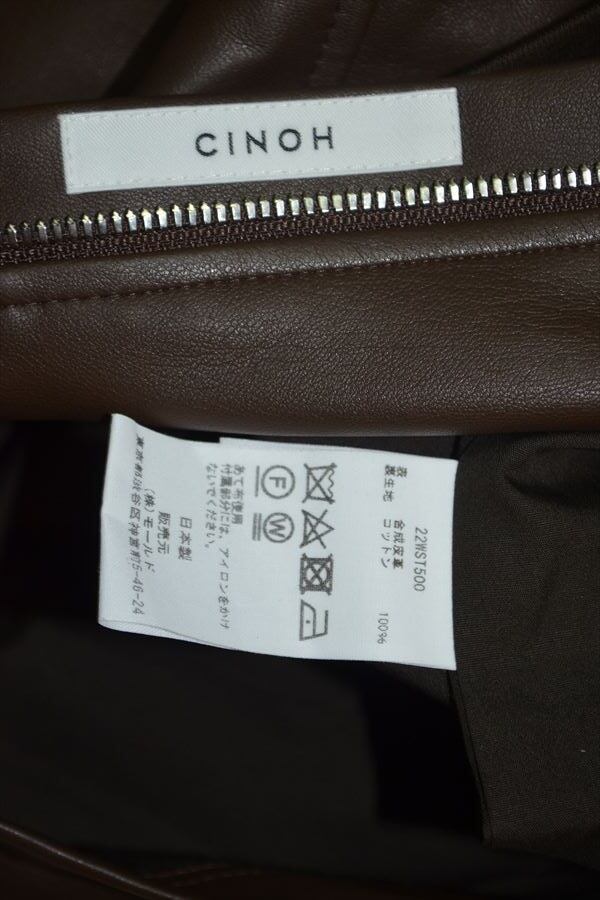 CINOH
22WST500
表 合成皮革
裏生地 コットン 100%
F W
あて布使用
付属部分には、アイロンをかけ
ないでください。
日本製
販売元
(株)モールド
東京都渋谷区神宮前5-46-24